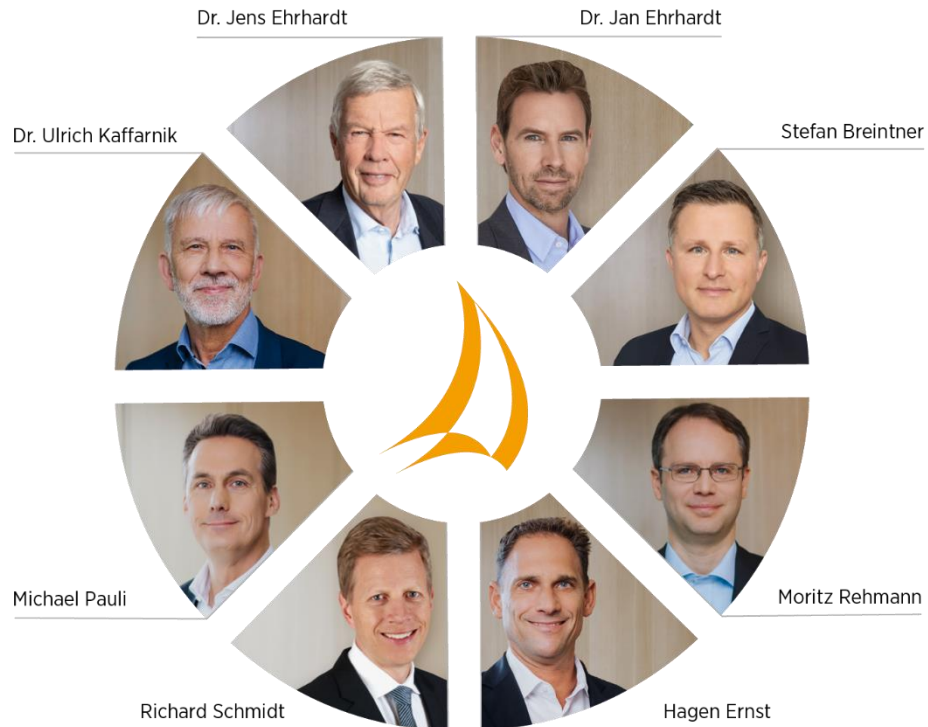 Dr. Jens Ehrhardt
Dr. Jan Ehrhardt
Dr. Ulrich Kaffarnik
Stefan Breintner
Michael Pauli
Moritz Rehmann
Richard Schmidt
Hagen Ernst